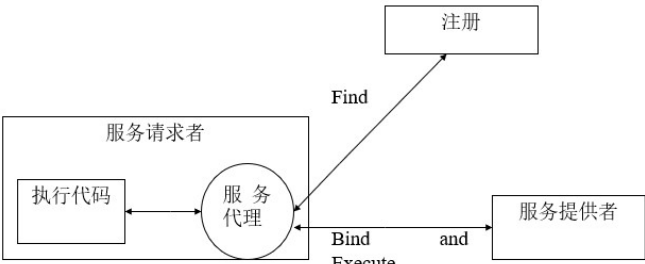 注册
Find
服务请求者
执行代码
服 务
代理
服务提供者
Bind and
Execute